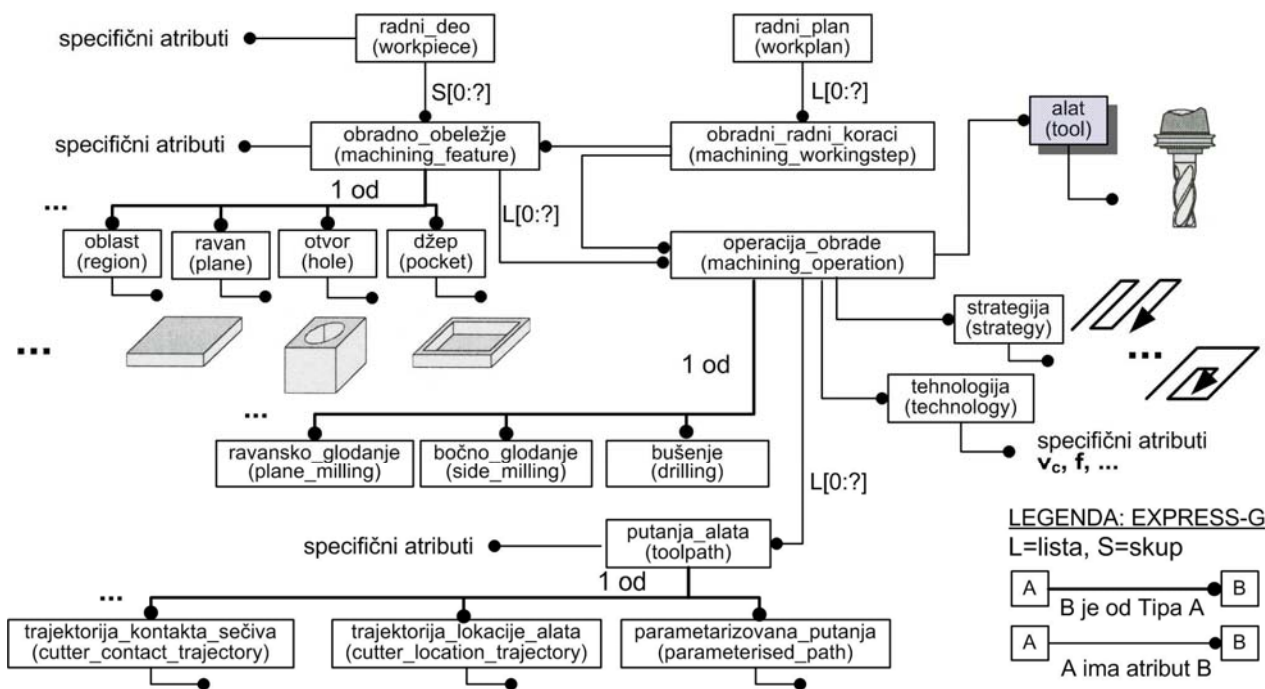 radni_deo
(workpiece)
radni_plan
(workplan)
specifični atributi
S[0:?]
L[0:?]
alat
(tool)
obradno_obeležje
(machining_feature)
obradni_radni_koraci
(machining_workingstep)
specifični atributi
1 od
L[0:?]
...
oblast
(region)
ravan
(plane)
otvor
(hole)
džep
(pocket)
operacija_obrade
(machining_operation)
strategija
(strategy)
...
...
1 od
tehnologija
(technology)
...
ravansko_glodanje
(plane_milling)
bočno_glodanje
(side_milling)
bušenje
(drilling)
specifični atributi
vc, f, ...
L[0:?]
LEGENDA: EXPRESS-G
L=lista, S=skup
specifični atributi
putanja_alata
(toolpath)
1 od
A
B
B je od Tipa A
...
trajektorija_kontakta_sečiva
(cutter_contact_trajectory)
trajektorija_lokacije_alata
(cutter_location_trajectory)
parametarizovana_putanja
(parameterised_path)
A
B
A ima atribut B